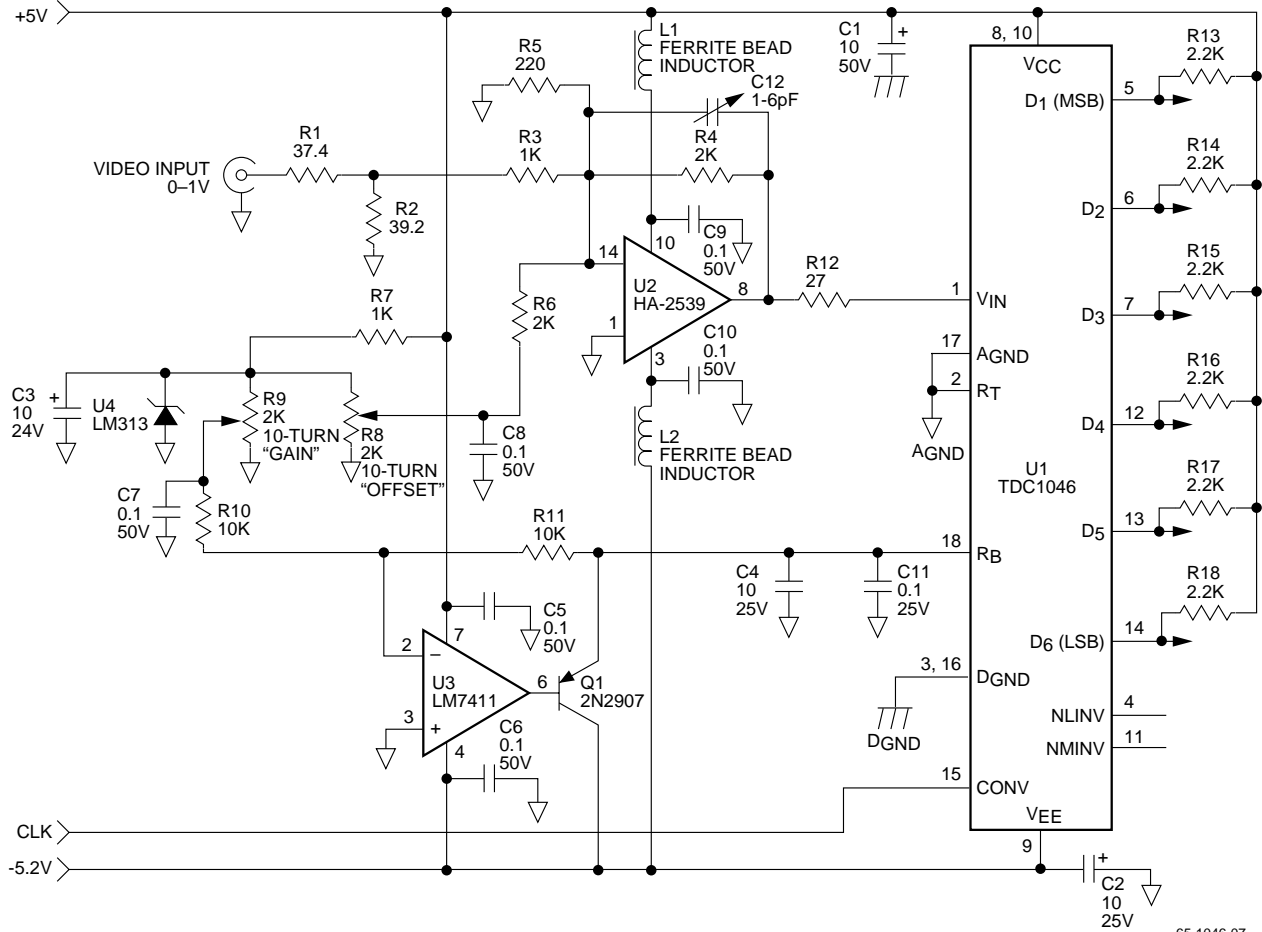 +5V
R5
220
L1
FERRITE BEAD
INDUCTOR
C12
1-6pF
C1
10
50V
+
8, 10
VCC
R13
2.2K
5
D1 (MSB)
R1
37.4
VIDEO INPUT
0–1V
R3
1K
R4
2K
R14
2.2K
6
D2
R2
39.2
C9
0.1
50V
10
14
U2
HA-2539
8
1
3
R12
27
1
VIN
R15
2.2K
7
D3
R7
1K
R6
2K
C10
0.1
50V
17
AGND
2
RT
AGND
R16
2.2K
12
D4
C3
10
24V
+
U4
LM313
R9
2K
10-TURN
“GAIN”
R8
2K
10-TURN
“OFFSET”
C8
0.1
50V
L2
FERRITE BEAD
INDUCTOR
U1
TDC1046
R17
2.2K
13
D5
C7
0.1
50V
R10
10K
R11
10K
18
RB
C4
10
25V
C11
0.1
25V
R18
2.2K
14
D6 (LSB)
C5
0.1
50V
7
2
–
U3
LM7411
6
Q1
2N2907
3
+
4
C6
0.1
50V
3, 16
DGND
DGND
NLINV
4
NMINV
11
15
CONV
CLK
VEE
9
-5.2V
+
C2
10
25V